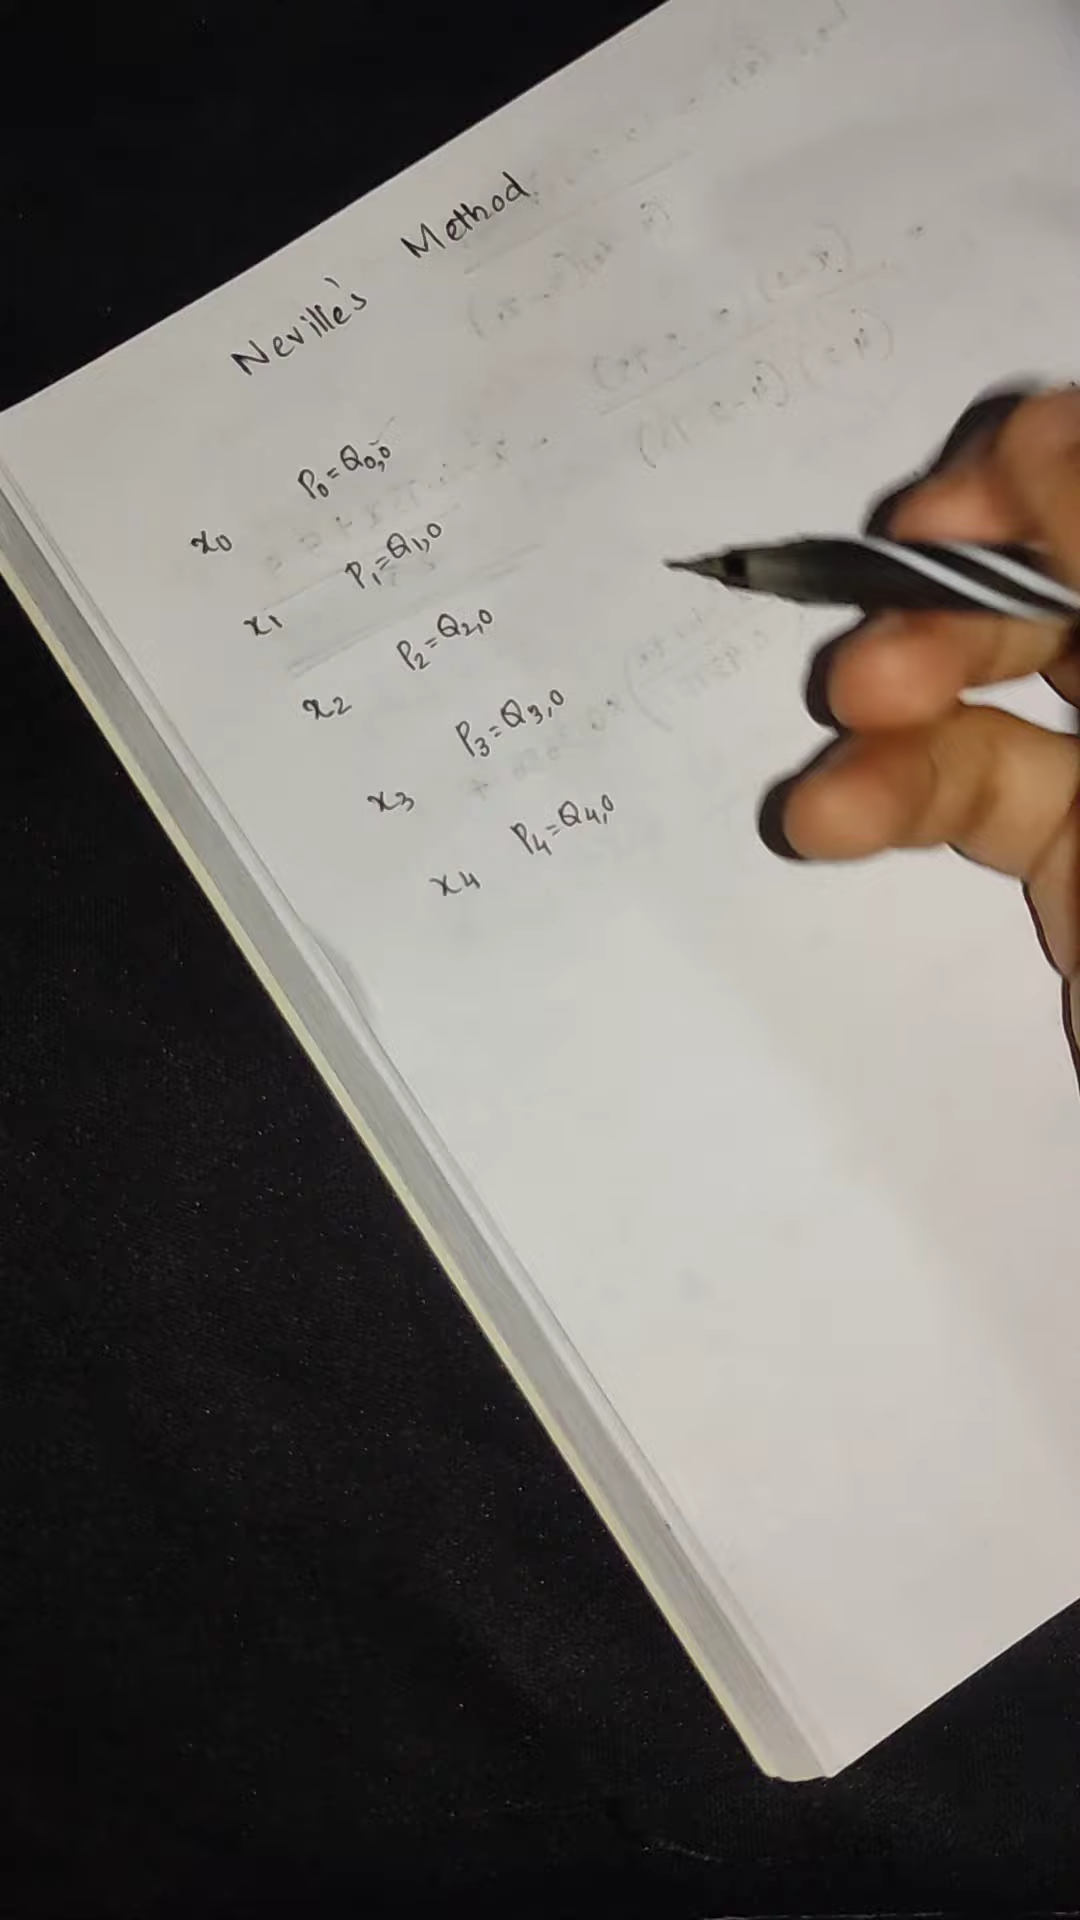 Neville's Method
x0 P0=Q0,0
x1 P1=Q1,0
x2 P2=Q2,0
x3 P3=Q3,0
x4 P4=Q4,0